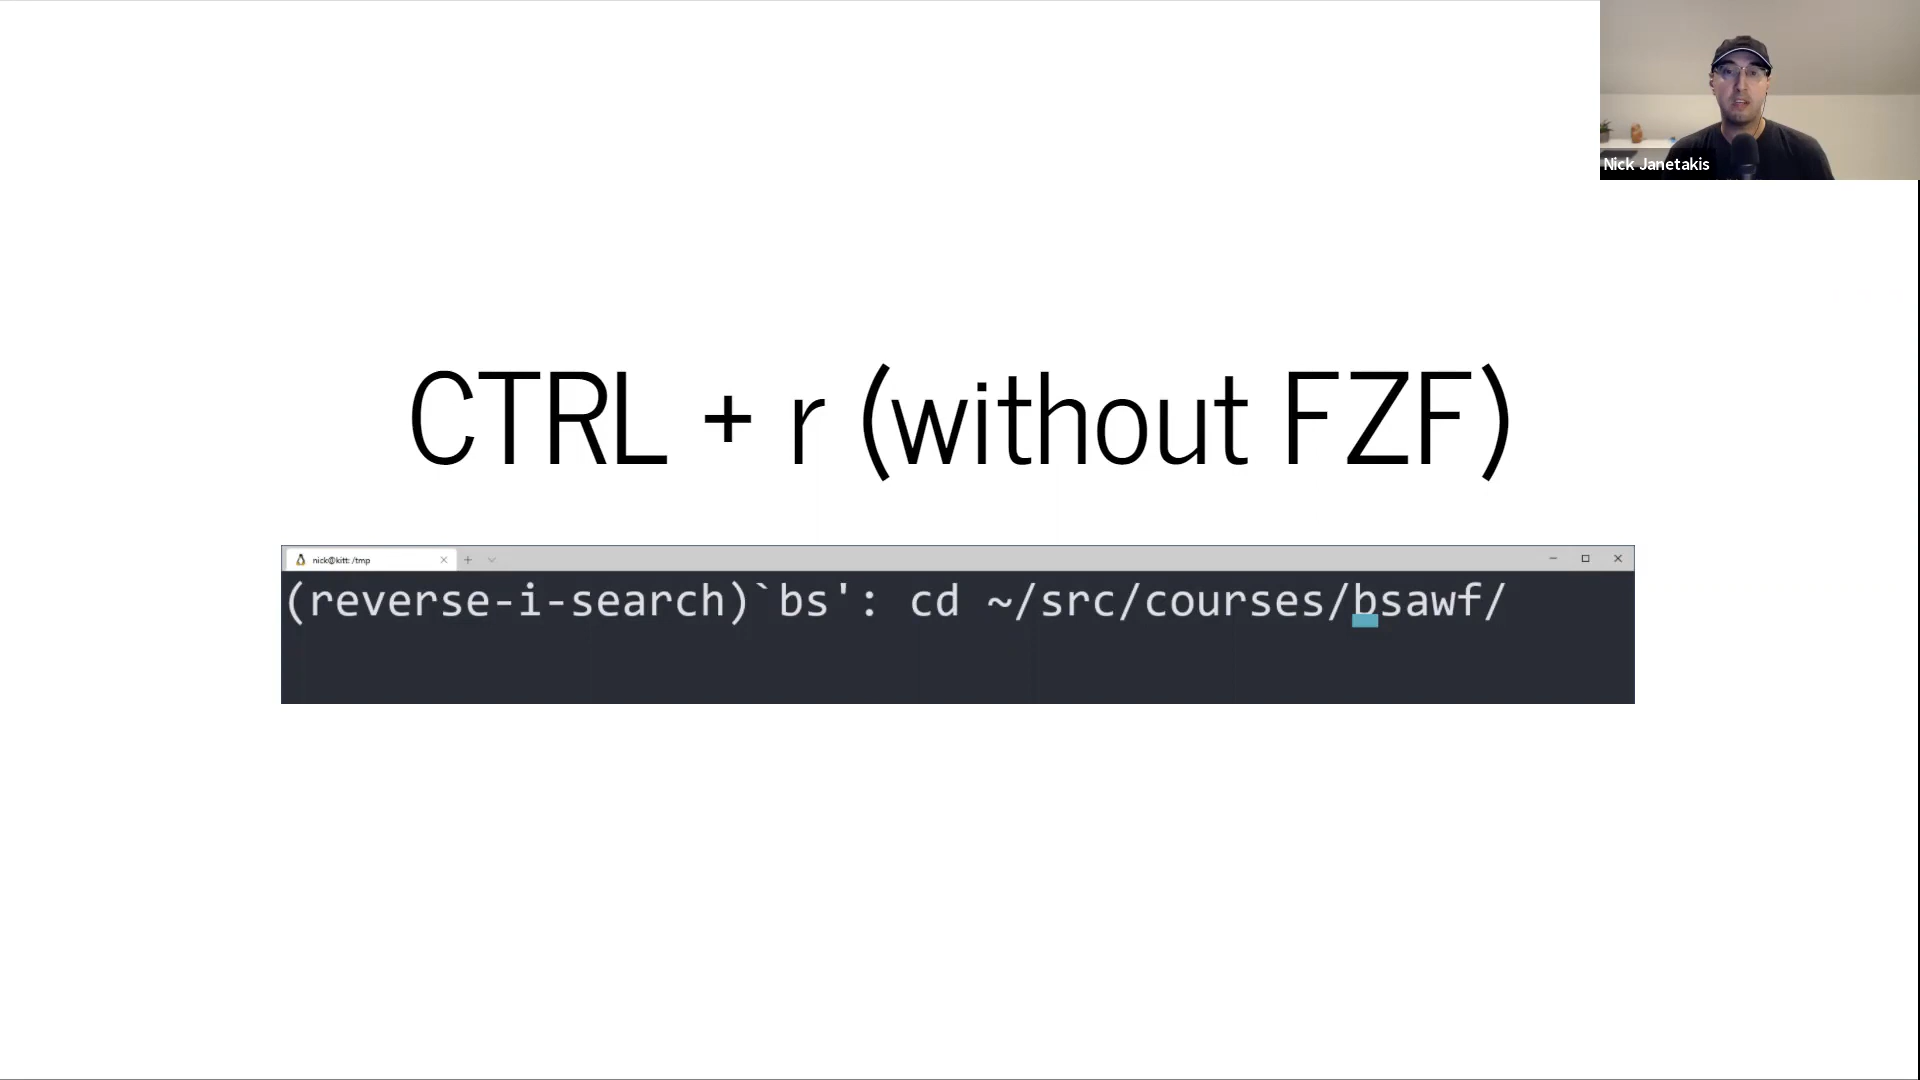 Nick Janetakis
CTRL + r (without FZF)
nick@kitt: /tmp
(reverse-i-search)`bs': cd ~/src/courses/bsawf/